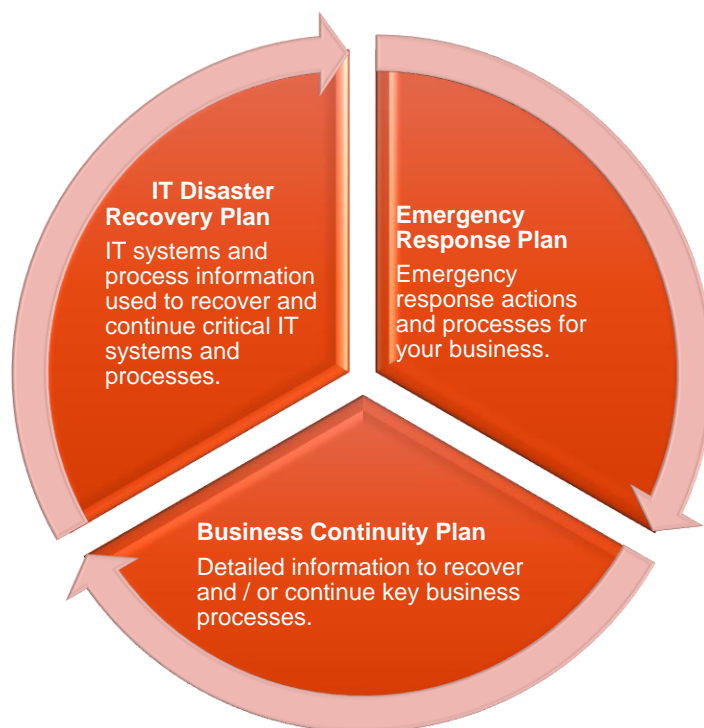 IT Disaster
Recovery Plan
IT systems and
process information
used to recover and
continue critical IT
systems and
processes.
Emergency
Response Plan
Emergency
response actions
and processes for
your business.
Business Continuity Plan
Detailed information to recover
and / or continue key business
processes.